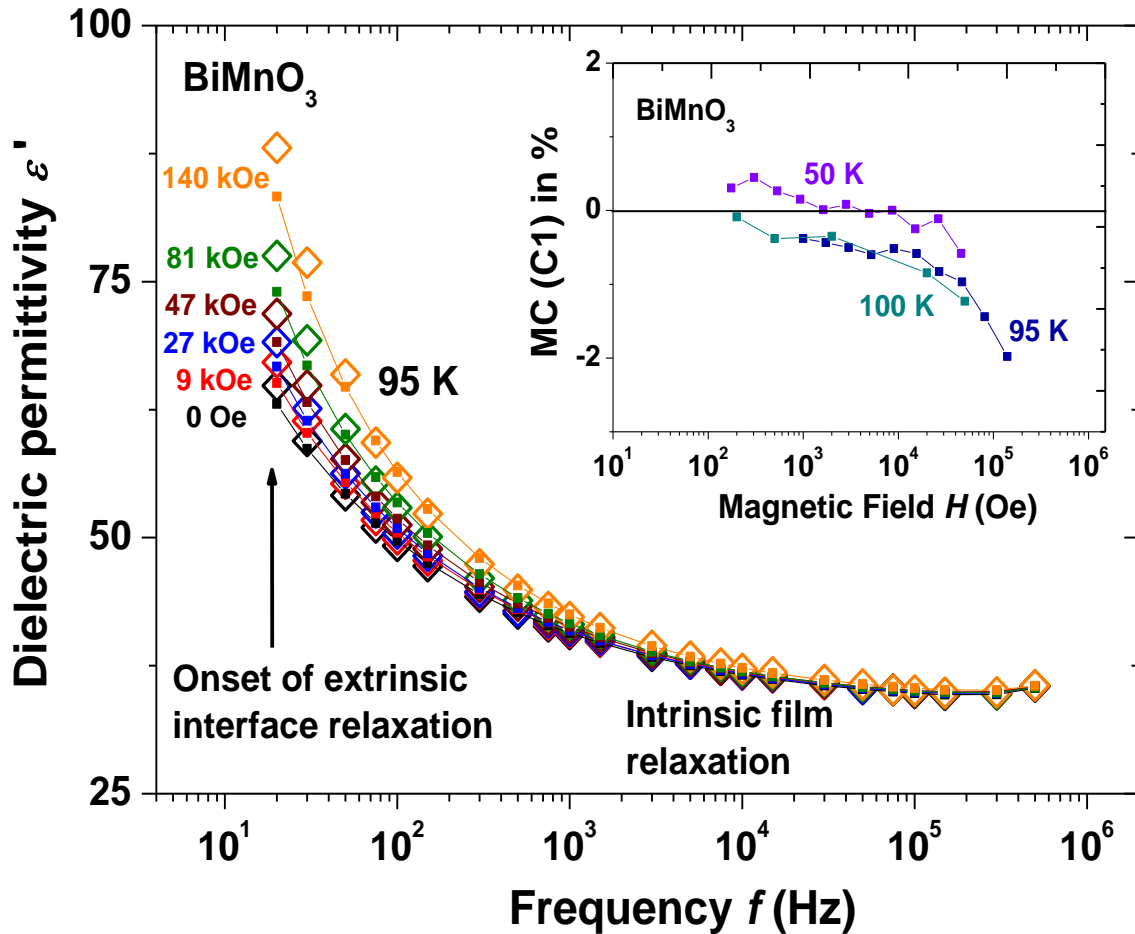 100
75
50
25
Dielectric permittivity ε'
BiMnO₃
140 kOe
81 kOe
47 kOe
27 kOe
9 kOe
0 Oe
95 K
Onset of extrinsic
interface relaxation
Intrinsic film
relaxation
10¹ 10² 10³ 10⁴ 10⁵ 10⁶
Frequency f (Hz)
2
0
-2
MC (C1) in %
BiMnO₃
50 K
100 K
95 K
10¹ 10² 10³ 10⁴ 10⁵ 10⁶
Magnetic Field H (Oe)